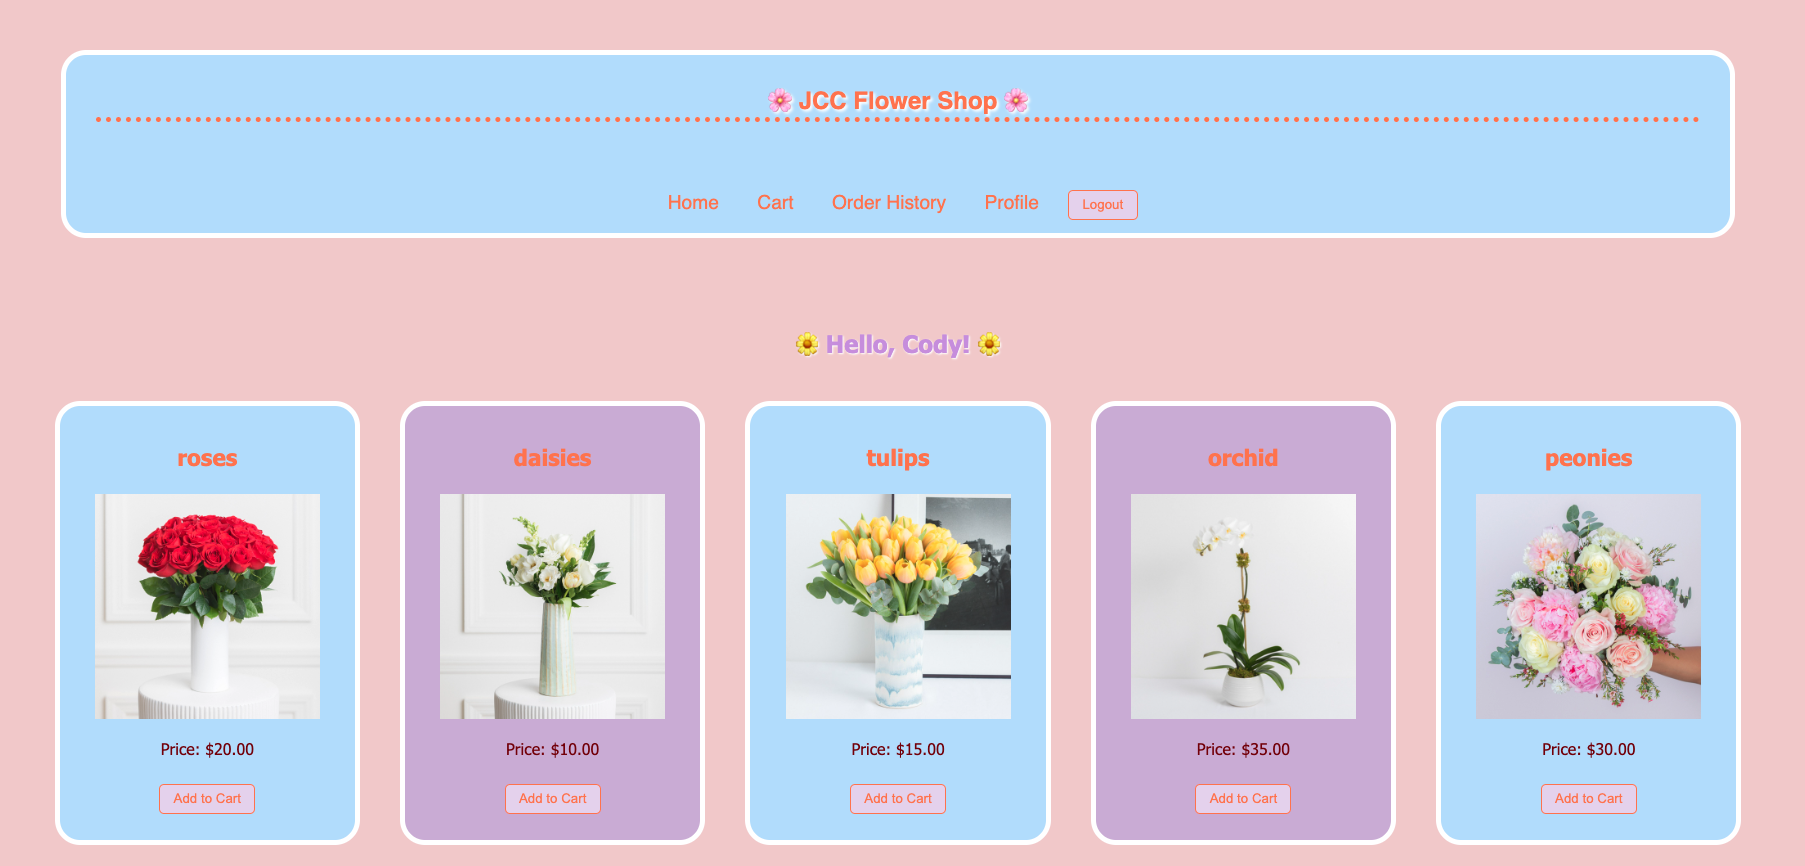 🌸 JCC Flower Shop 🌸
Home Cart Order History Profile Logout
🌼 Hello, Cody! 🌼
roses
Price: $20.00
Add to Cart
daisies
Price: $10.00
Add to Cart
tulips
Price: $15.00
Add to Cart
orchid
Price: $35.00
Add to Cart
peonies
Price: $30.00
Add to Cart